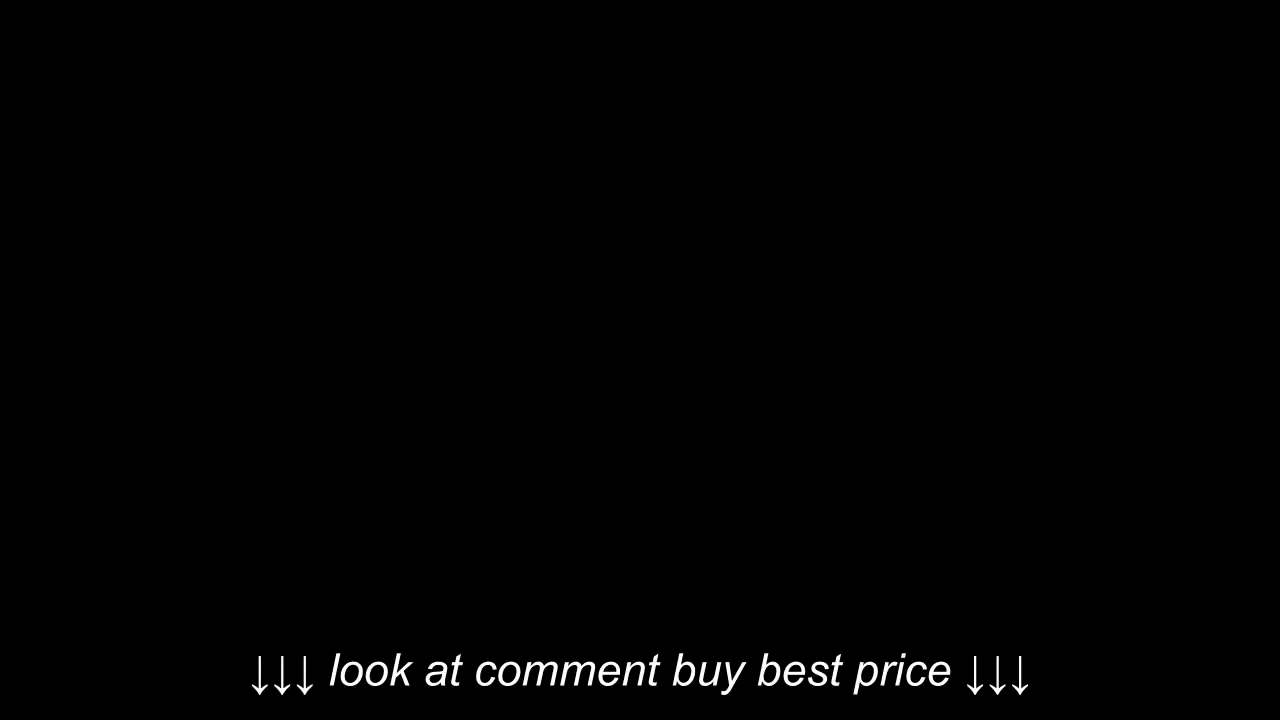 ↓↓↓ look at comment buy best price ↓↓↓